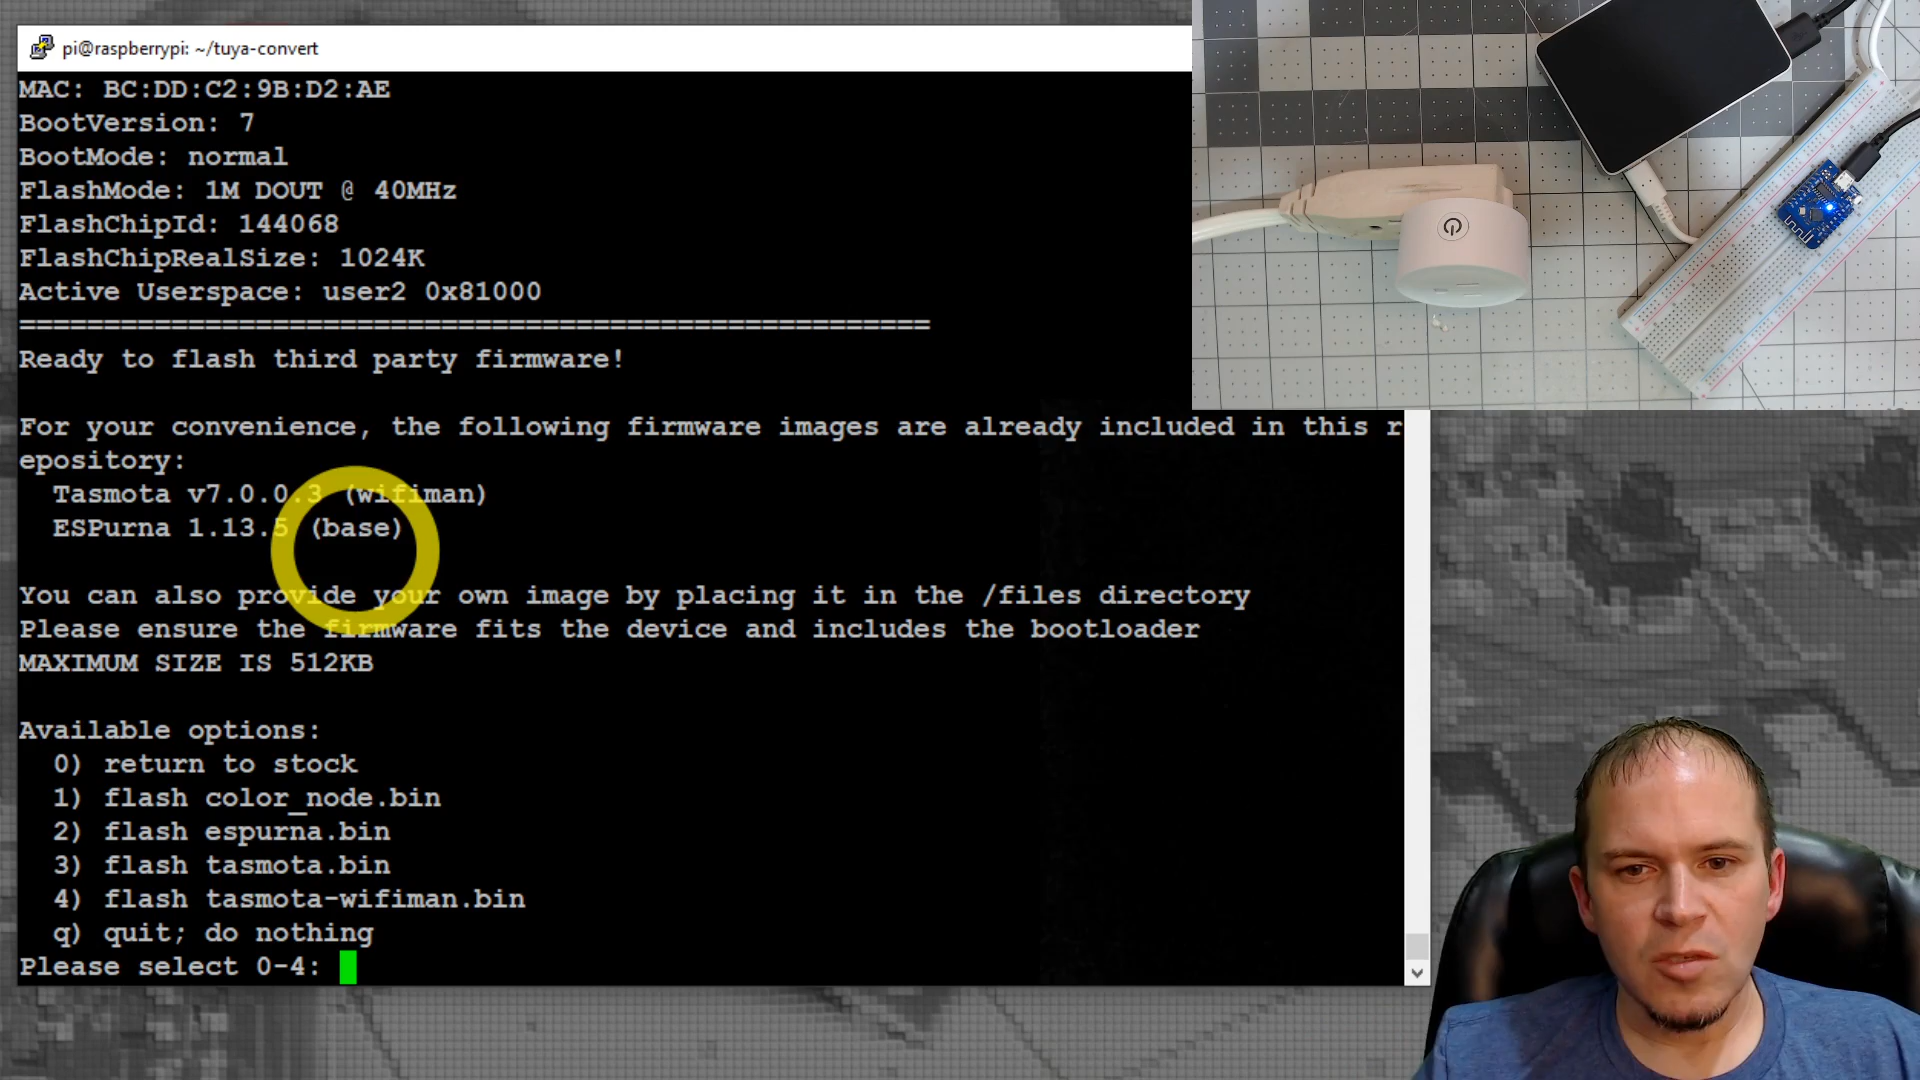 pi@raspberrypi: ~/tuya-convert
MAC: BC:DD:C2:9B:D2:AE
BootVersion: 7
BootMode: normal
FlashMode: 1M DOUT @ 40MHz
FlashChipId: 144068
FlashChipRealSize: 1024K
Active Userspace: user2 0x81000
======================================================
Ready to flash third party firmware!
For your convenience, the following firmware images are already included in this r
epository:
Tasmota v7.0.0.3 (wifiman)
ESPurna 1.13.5 (base)
You can also provide your own image by placing it in the /files directory
Please ensure the firmware fits the device and includes the bootloader
MAXIMUM SIZE IS 512KB
Available options:
0) return to stock
1) flash color_node.bin
2) flash espurna.bin
3) flash tasmota.bin
4) flash tasmota-wifiman.bin
q) quit; do nothing
Please select 0-4: